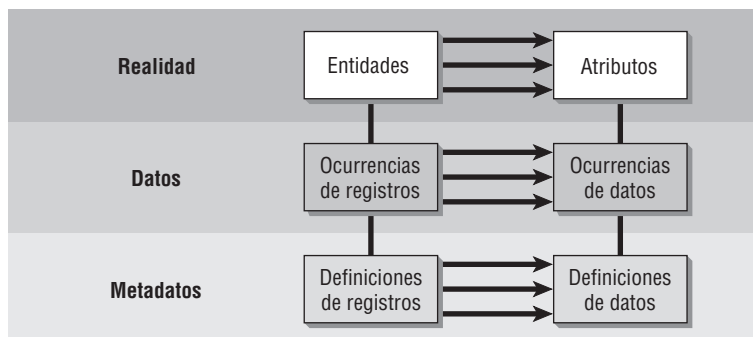 Realidad
Entidades
Atributos
Datos
Ocurrencias
de registros
Ocurrencias
de datos
Metadatos
Definiciones
de registros
Definiciones
de datos